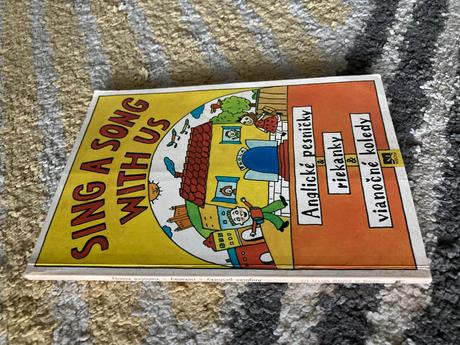 SING A SONG
WITH US
Anglické pesničky
&
riekanky
&
vianočné koledy